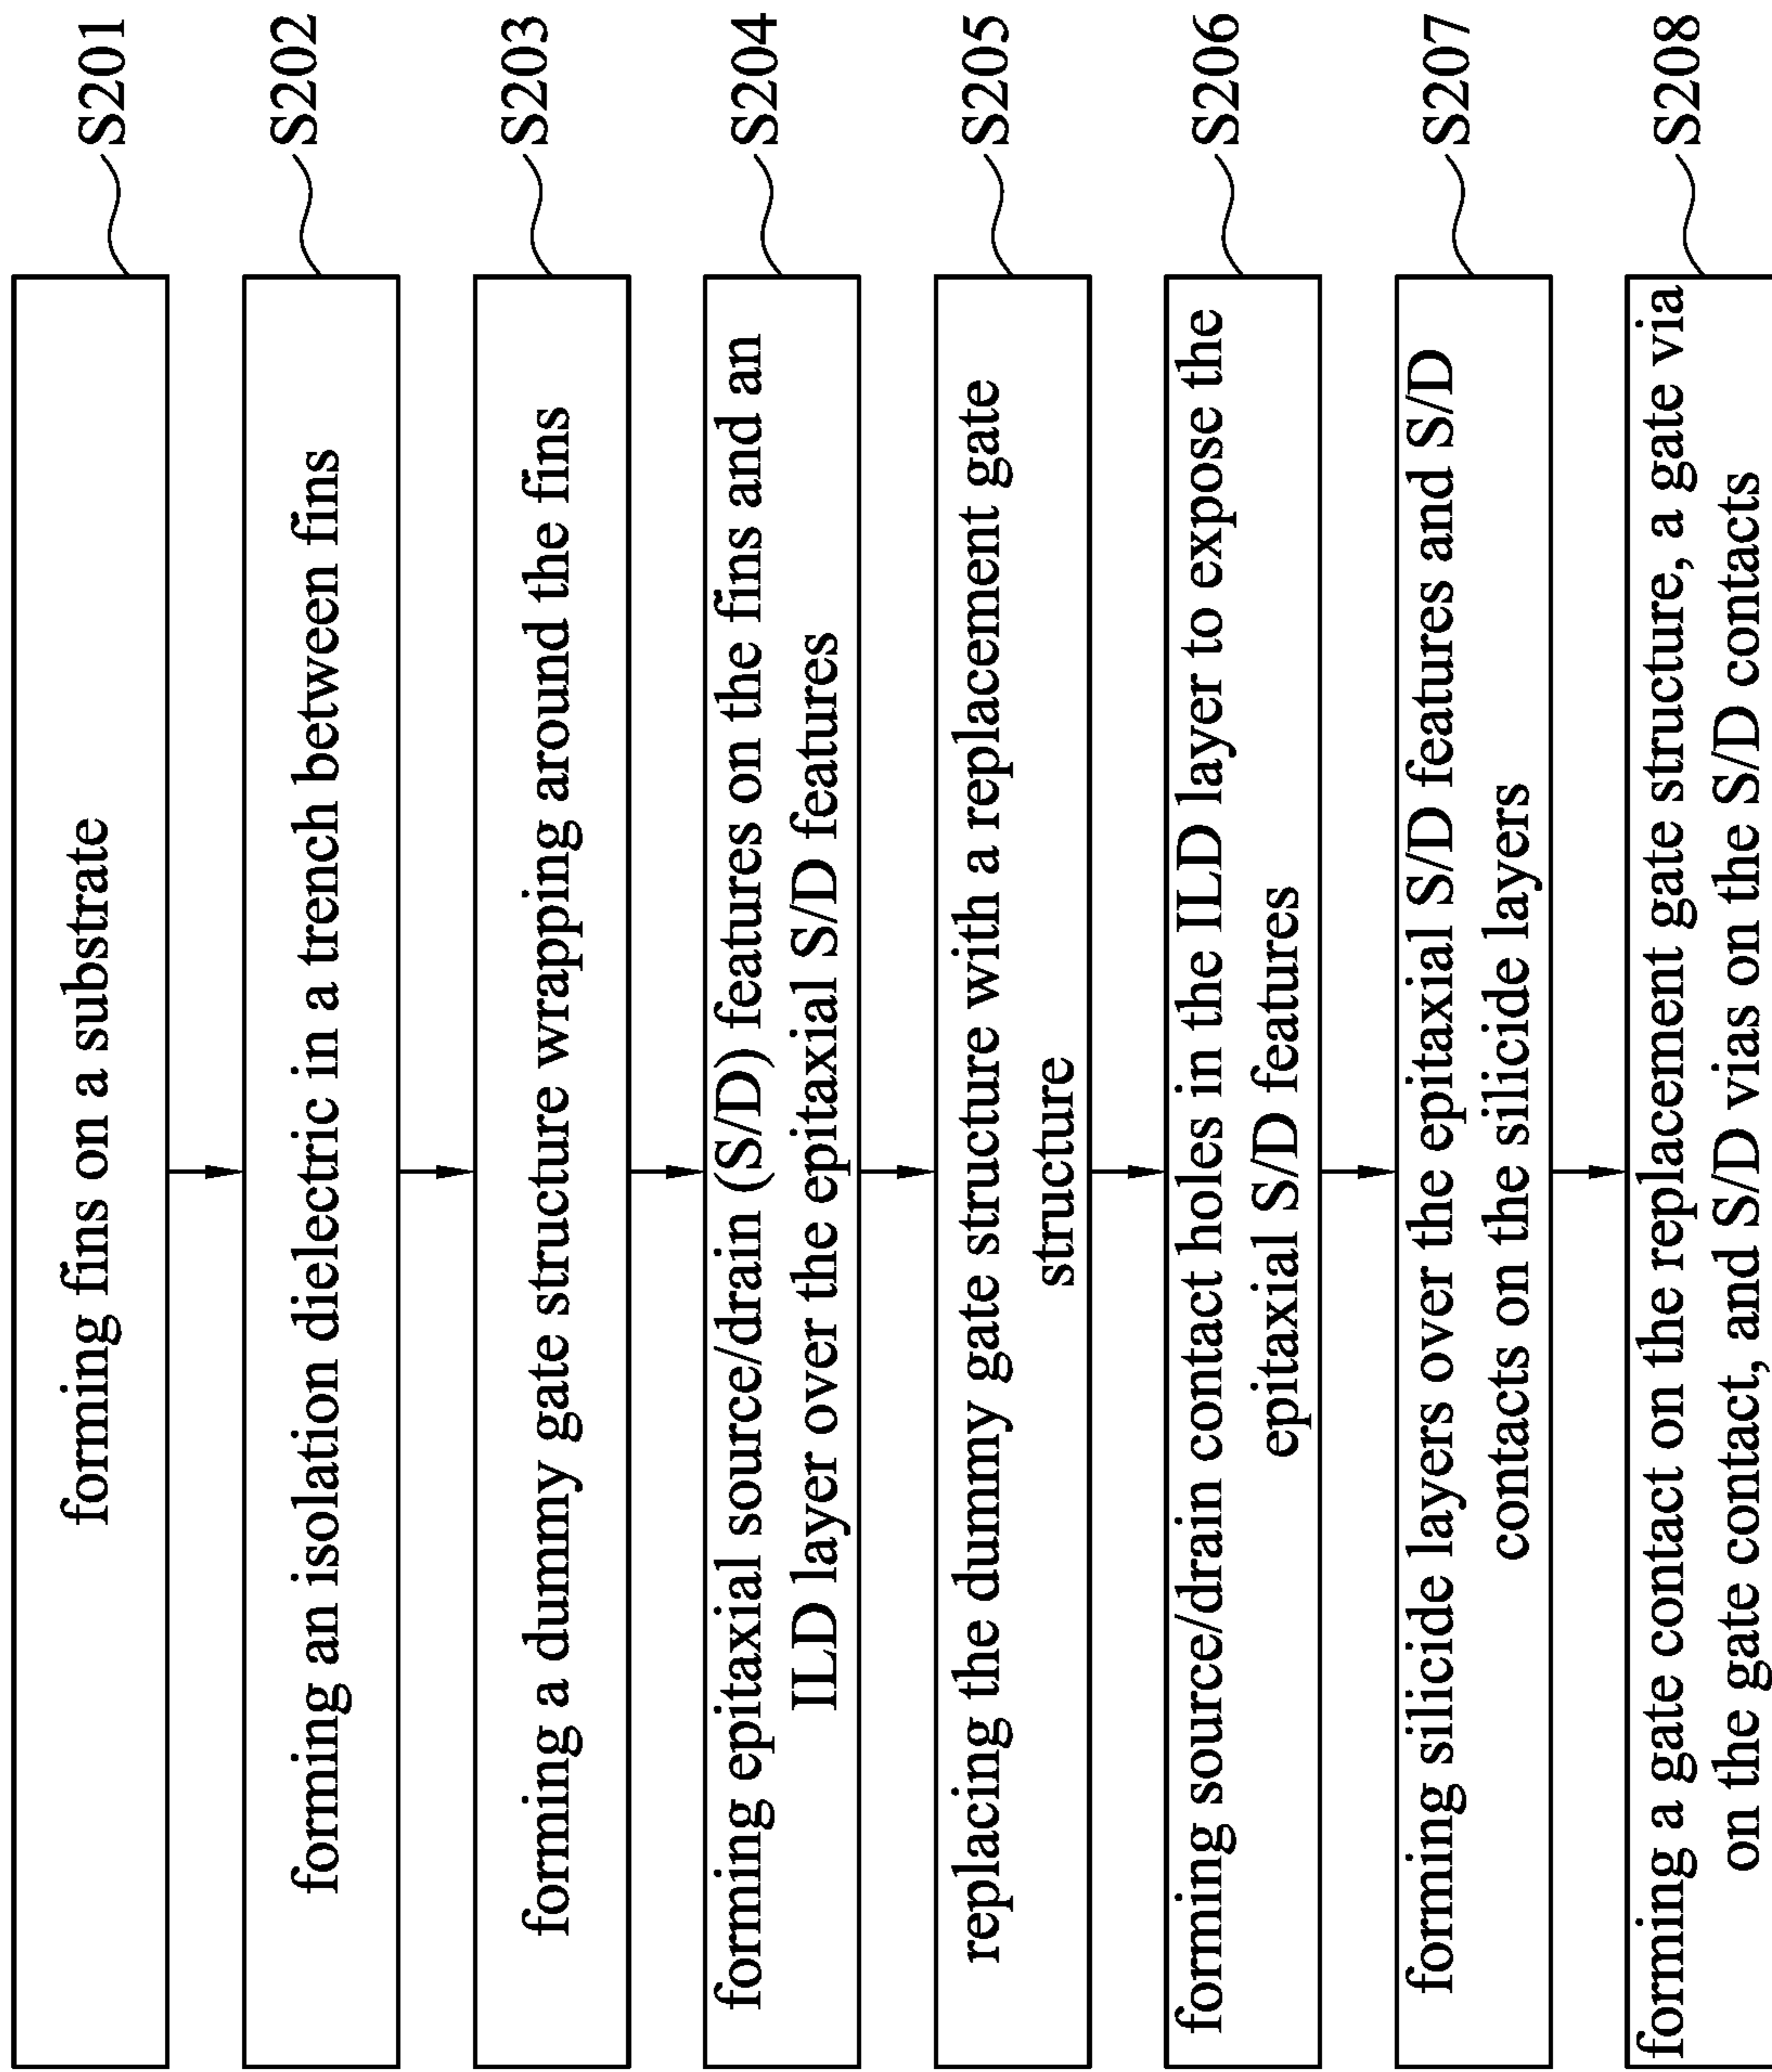 forming fins on a substrate
S201
forming an isolation dielectric in a trench between fins
S202
forming a dummy gate structure wrapping around the fins
S203
forming epitaxial source/drain (S/D) features on the fins and an
ILD layer over the epitaxial S/D features
S204
replacing the dummy gate structure with a replacement gate
structure
S205
forming source/drain contact holes in the ILD layer to expose the
epitaxial S/D features
S206
forming silicide layers over the epitaxial S/D features and S/D
contacts on the silicide layers
S207
forming a gate contact on the replacement gate structure, a gate via
on the gate contact, and S/D vias on the S/D contacts
S208